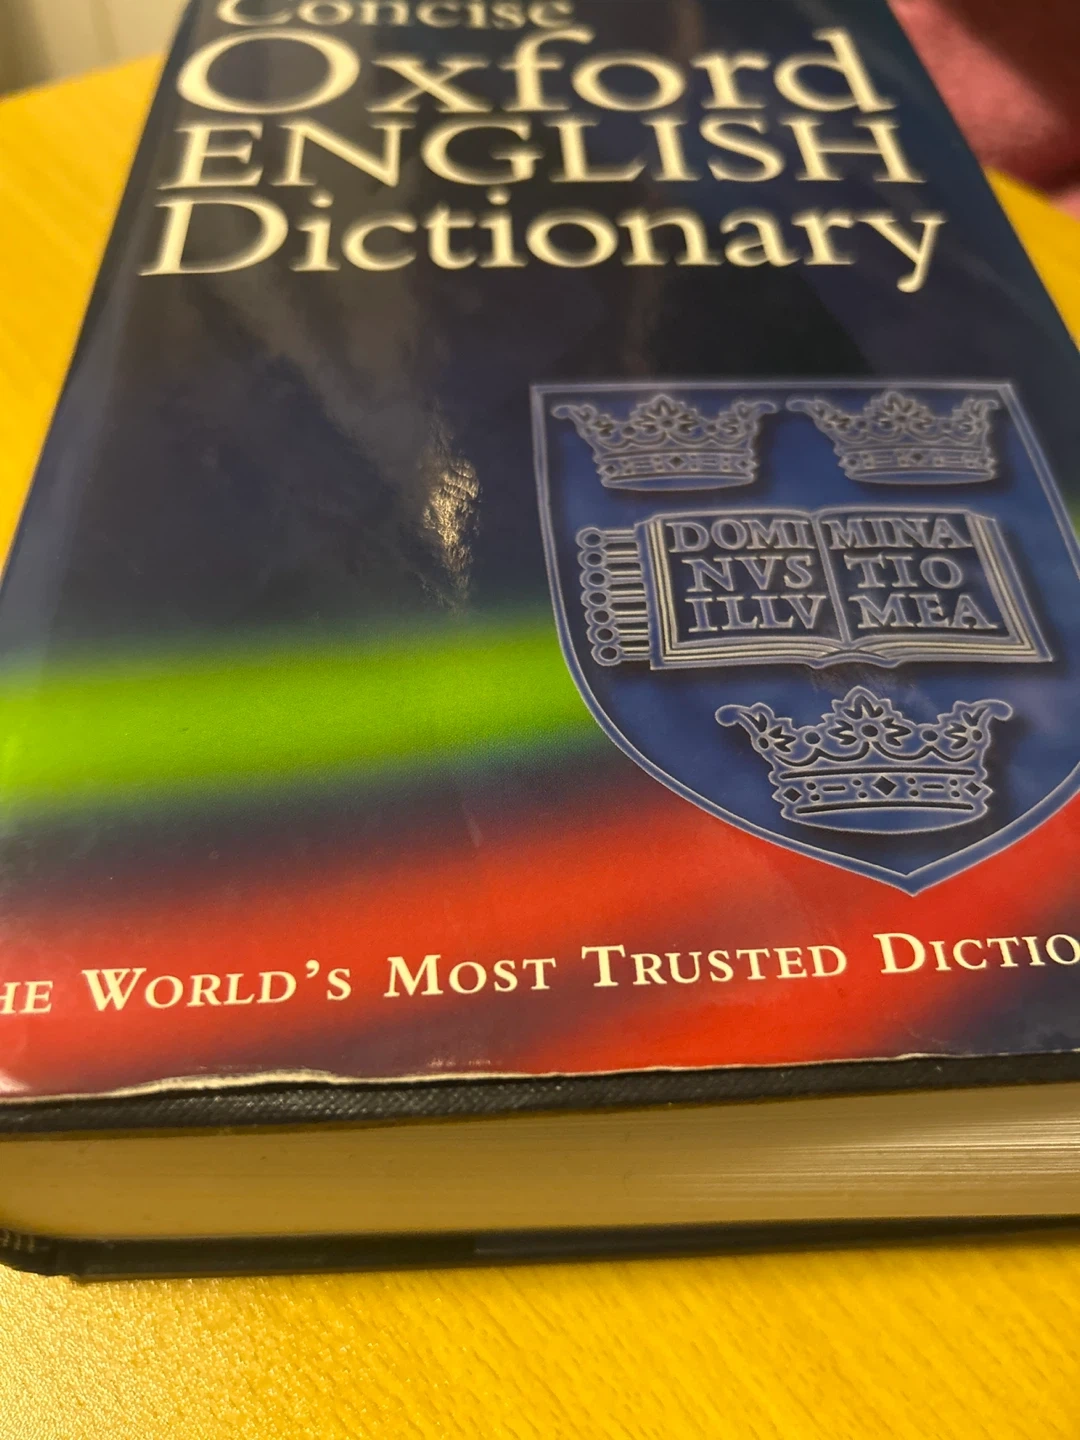 Concise
Oxford
ENGLISH
Dictionary
DOMI MINA
NVS TIO
ILLV MEA
HE WORLD'S MOST TRUSTED DICTIO